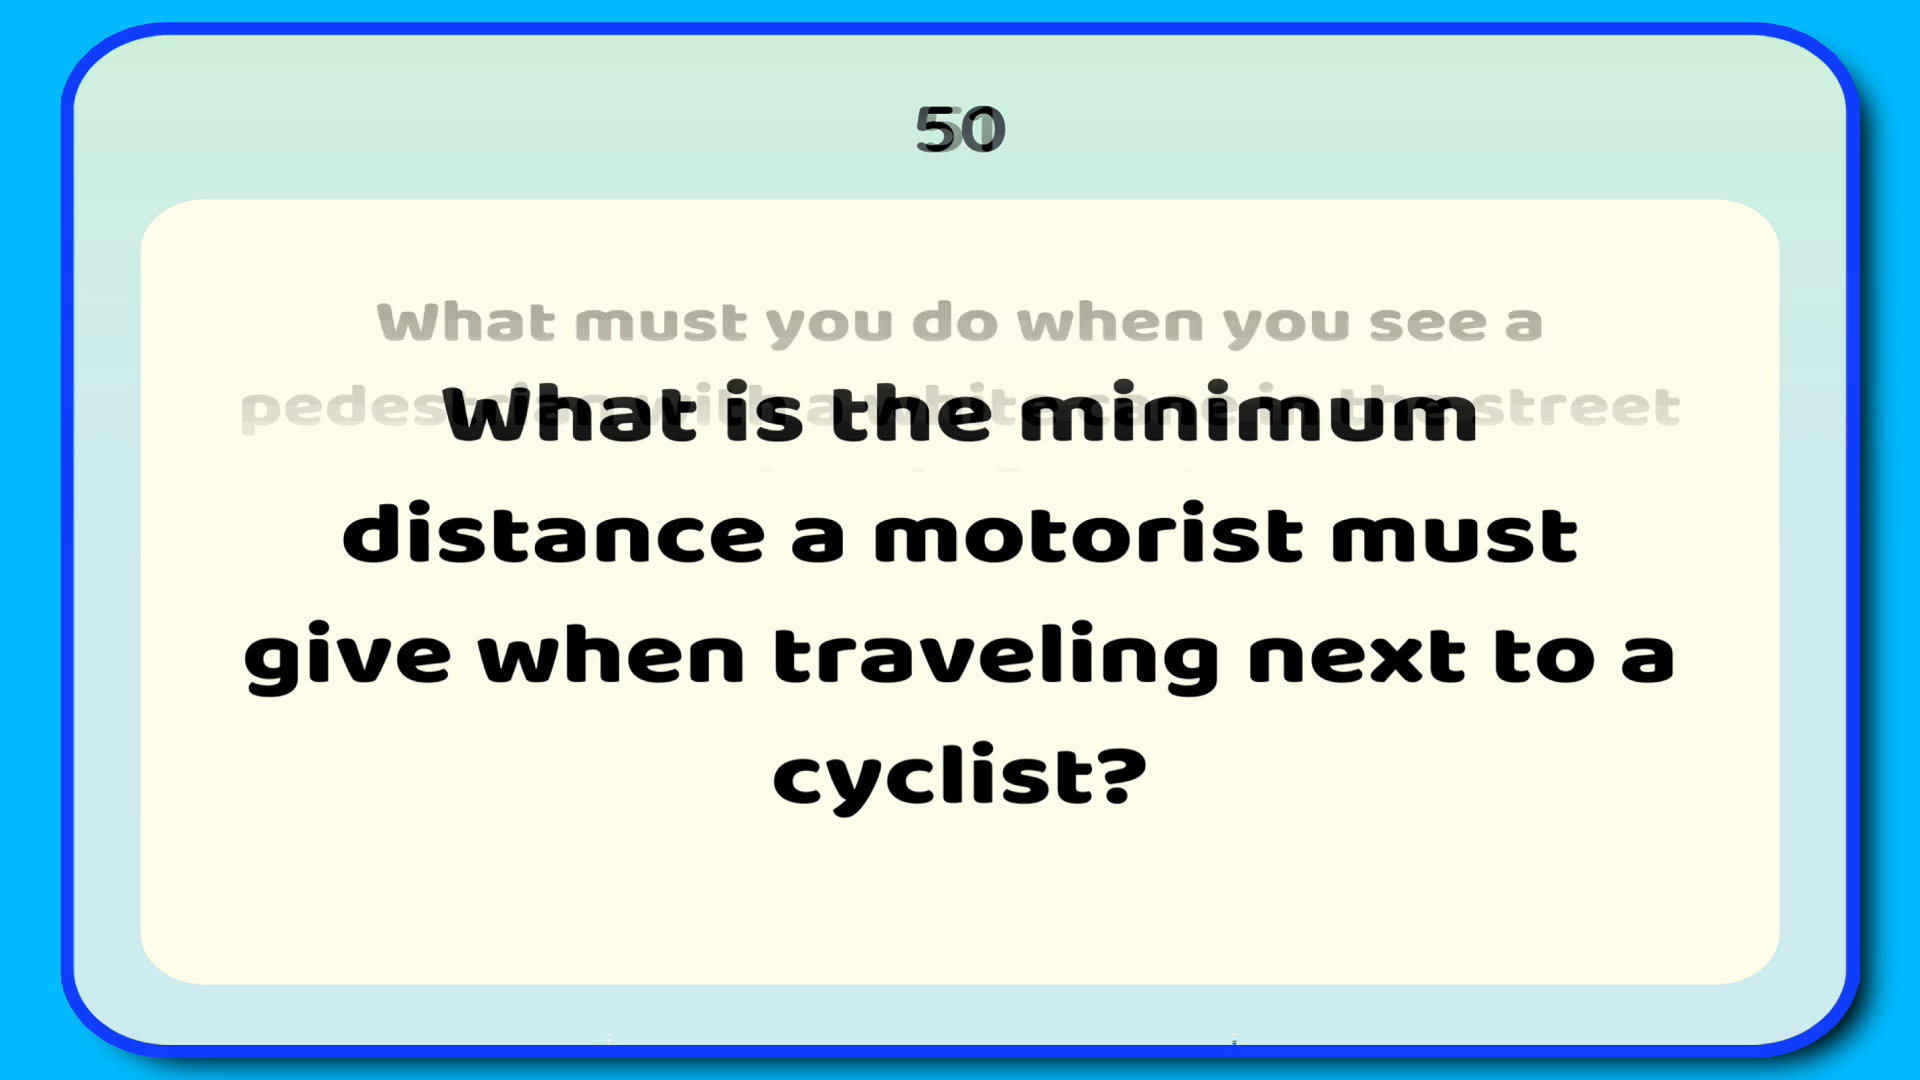 50
What must you do when you see a
pedestrian with a white cane in the street
What is the minimum
distance a motorist must
give when traveling next to a
cyclist?